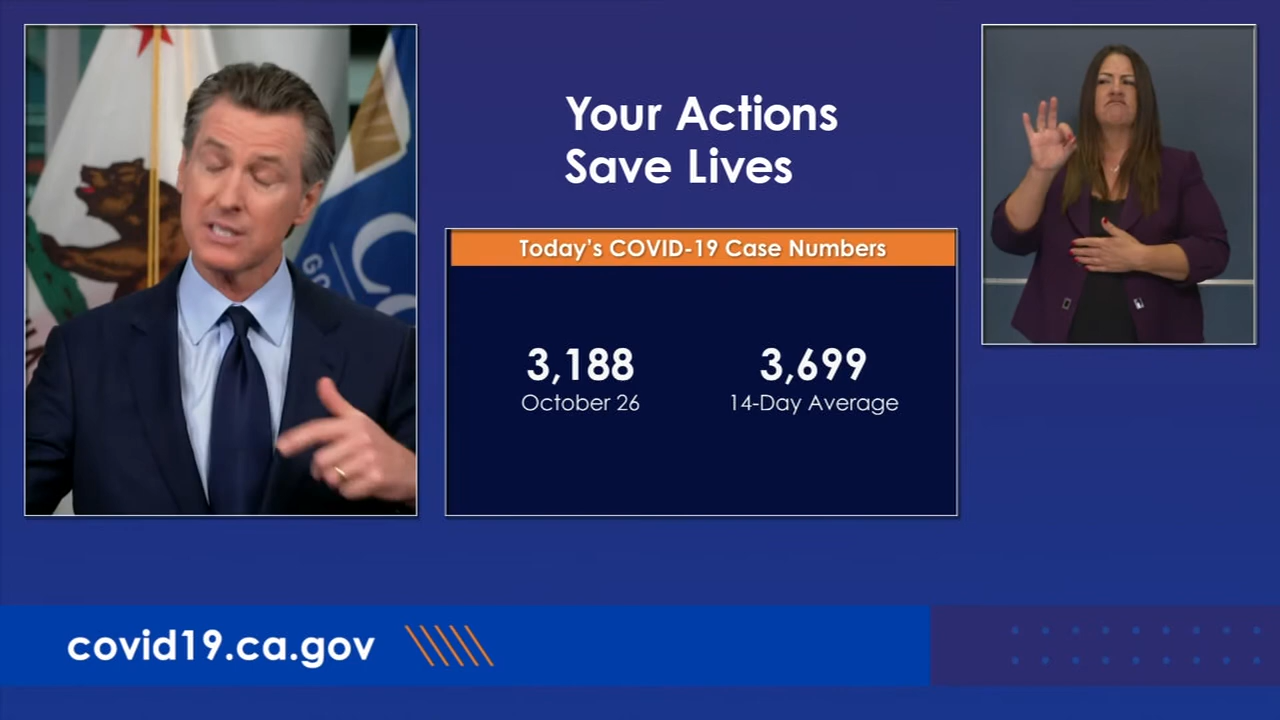 Your Actions
Save Lives
Today's COVID-19 Case Numbers
3,188
October 26
3,699
14-Day Average
covid19.ca.gov